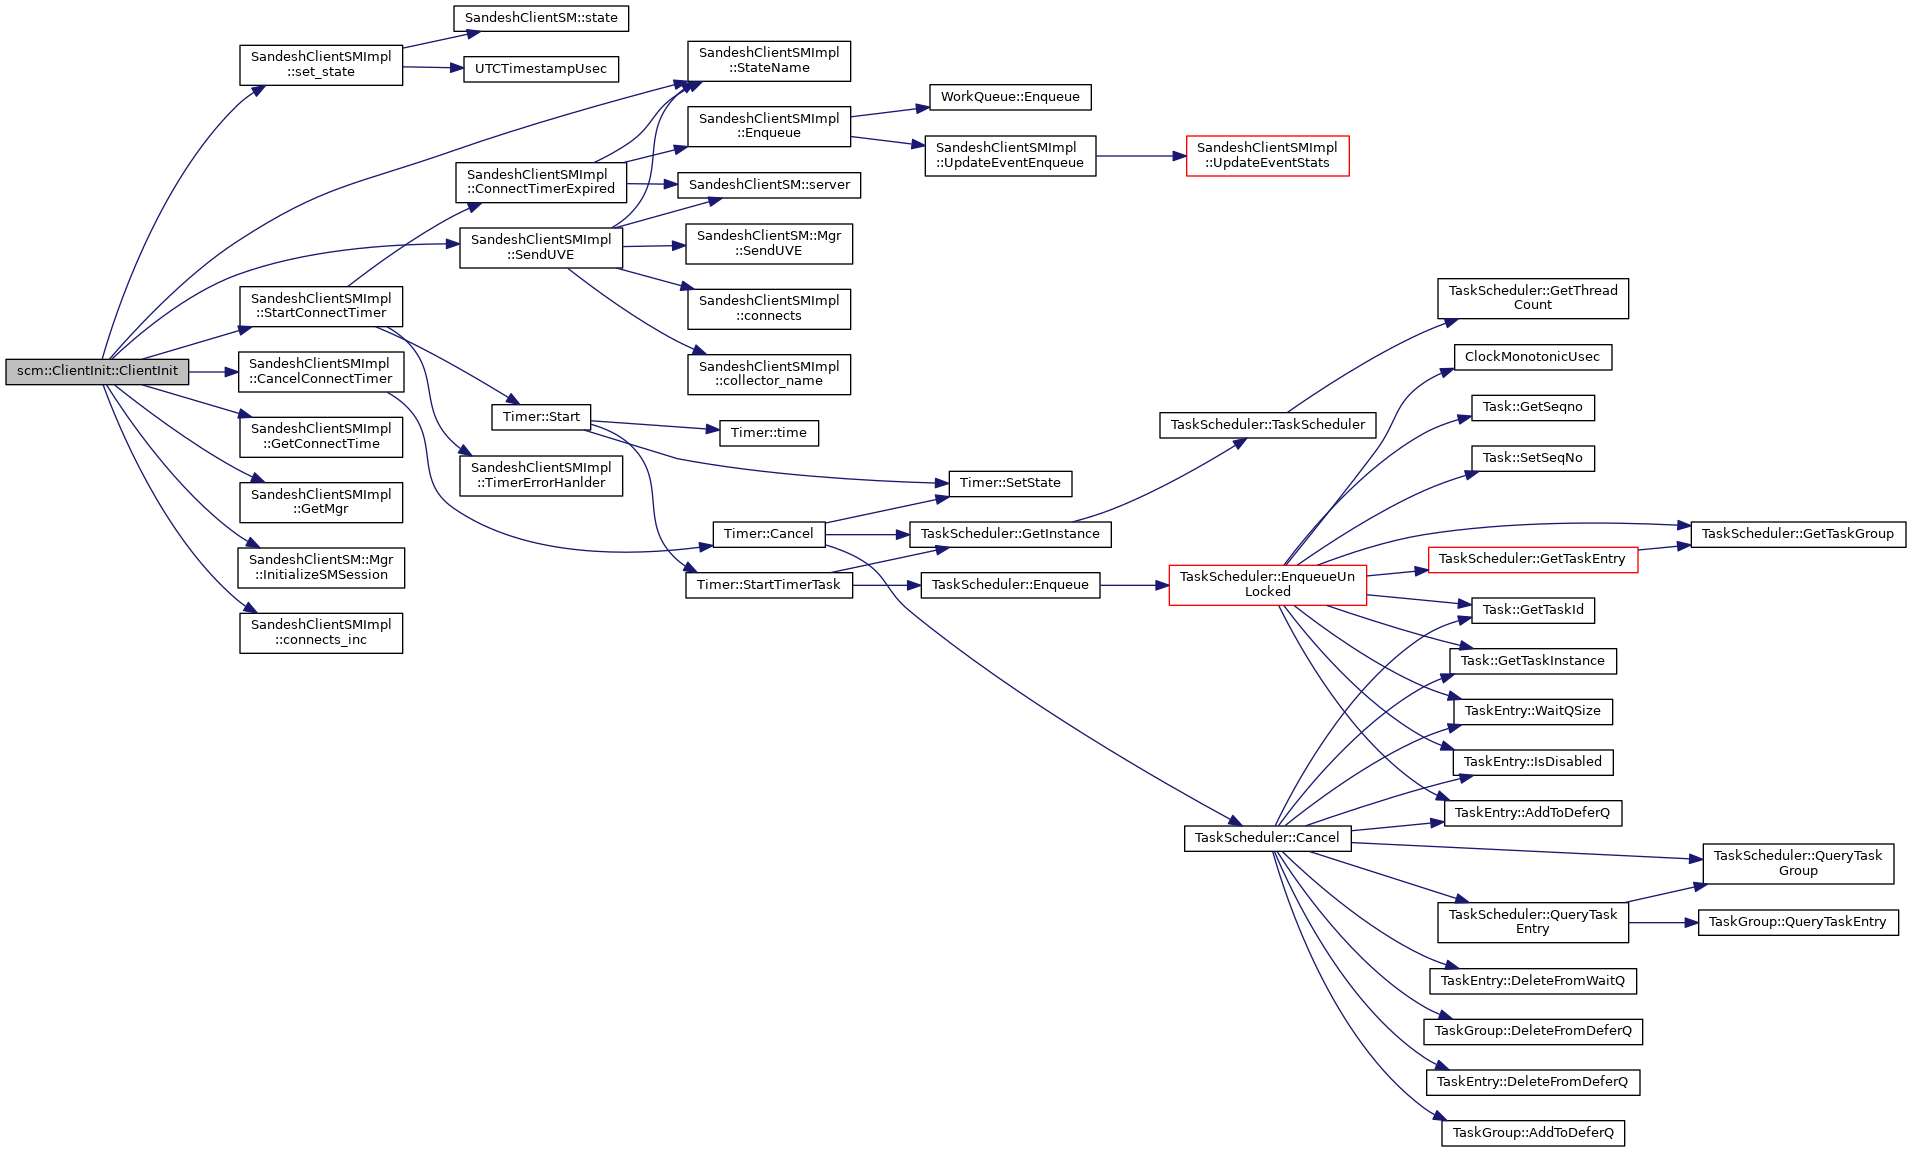 scm::ClientInit::ClientInit
SandeshClientSMImpl
::set_state
SandeshClientSM::state
UTCTimestampUsec
SandeshClientSMImpl
::StateName
SandeshClientSMImpl
::Enqueue
WorkQueue::Enqueue
SandeshClientSMImpl
::UpdateEventEnqueue
SandeshClientSMImpl
::UpdateEventStats
SandeshClientSMImpl
::ConnectTimerExpired
SandeshClientSM::server
SandeshClientSMImpl
::SendUVE
SandeshClientSM::Mgr
::SendUVE
SandeshClientSMImpl
::connects
SandeshClientSMImpl
::collector_name
SandeshClientSMImpl
::StartConnectTimer
SandeshClientSMImpl
::CancelConnectTimer
SandeshClientSMImpl
::GetConnectTime
SandeshClientSMImpl
::GetMgr
SandeshClientSM::Mgr
::InitializeSMSession
SandeshClientSMImpl
::connects_inc
Timer::Start
SandeshClientSMImpl
::TimerErrorHanlder
Timer::time
Timer::SetState
Timer::Cancel
TaskScheduler::GetInstance
Timer::StartTimerTask
TaskScheduler::Enqueue
TaskScheduler::TaskScheduler
TaskScheduler::GetThread
Count
ClockMonotonicUsec
Task::GetSeqno
Task::SetSeqNo
TaskScheduler::GetTaskGroup
TaskScheduler::GetTaskEntry
TaskScheduler::EnqueueUn
Locked
Task::GetTaskId
Task::GetTaskInstance
TaskEntry::WaitQSize
TaskEntry::IsDisabled
TaskEntry::AddToDeferQ
TaskScheduler::Cancel
TaskScheduler::QueryTask
Group
TaskScheduler::QueryTask
Entry
TaskGroup::QueryTaskEntry
TaskEntry::DeleteFromWaitQ
TaskGroup::DeleteFromDeferQ
TaskEntry::DeleteFromDeferQ
TaskGroup::AddToDeferQ